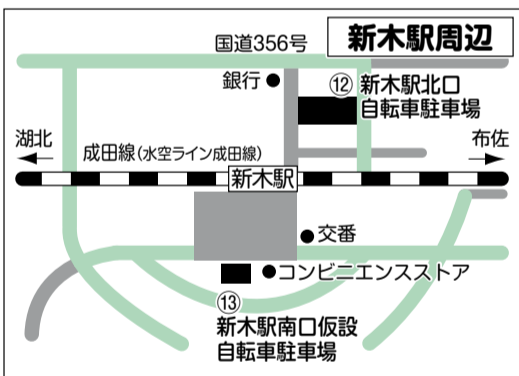 新木駅周辺
国道356号
銀行
⑫ 新木駅北口
自転車駐車場
湖北
成田線(水空ライン成田線)
布佐
新木駅
交番
コンビニエンスストア
⑬
新木駅南口仮設
自転車駐車場